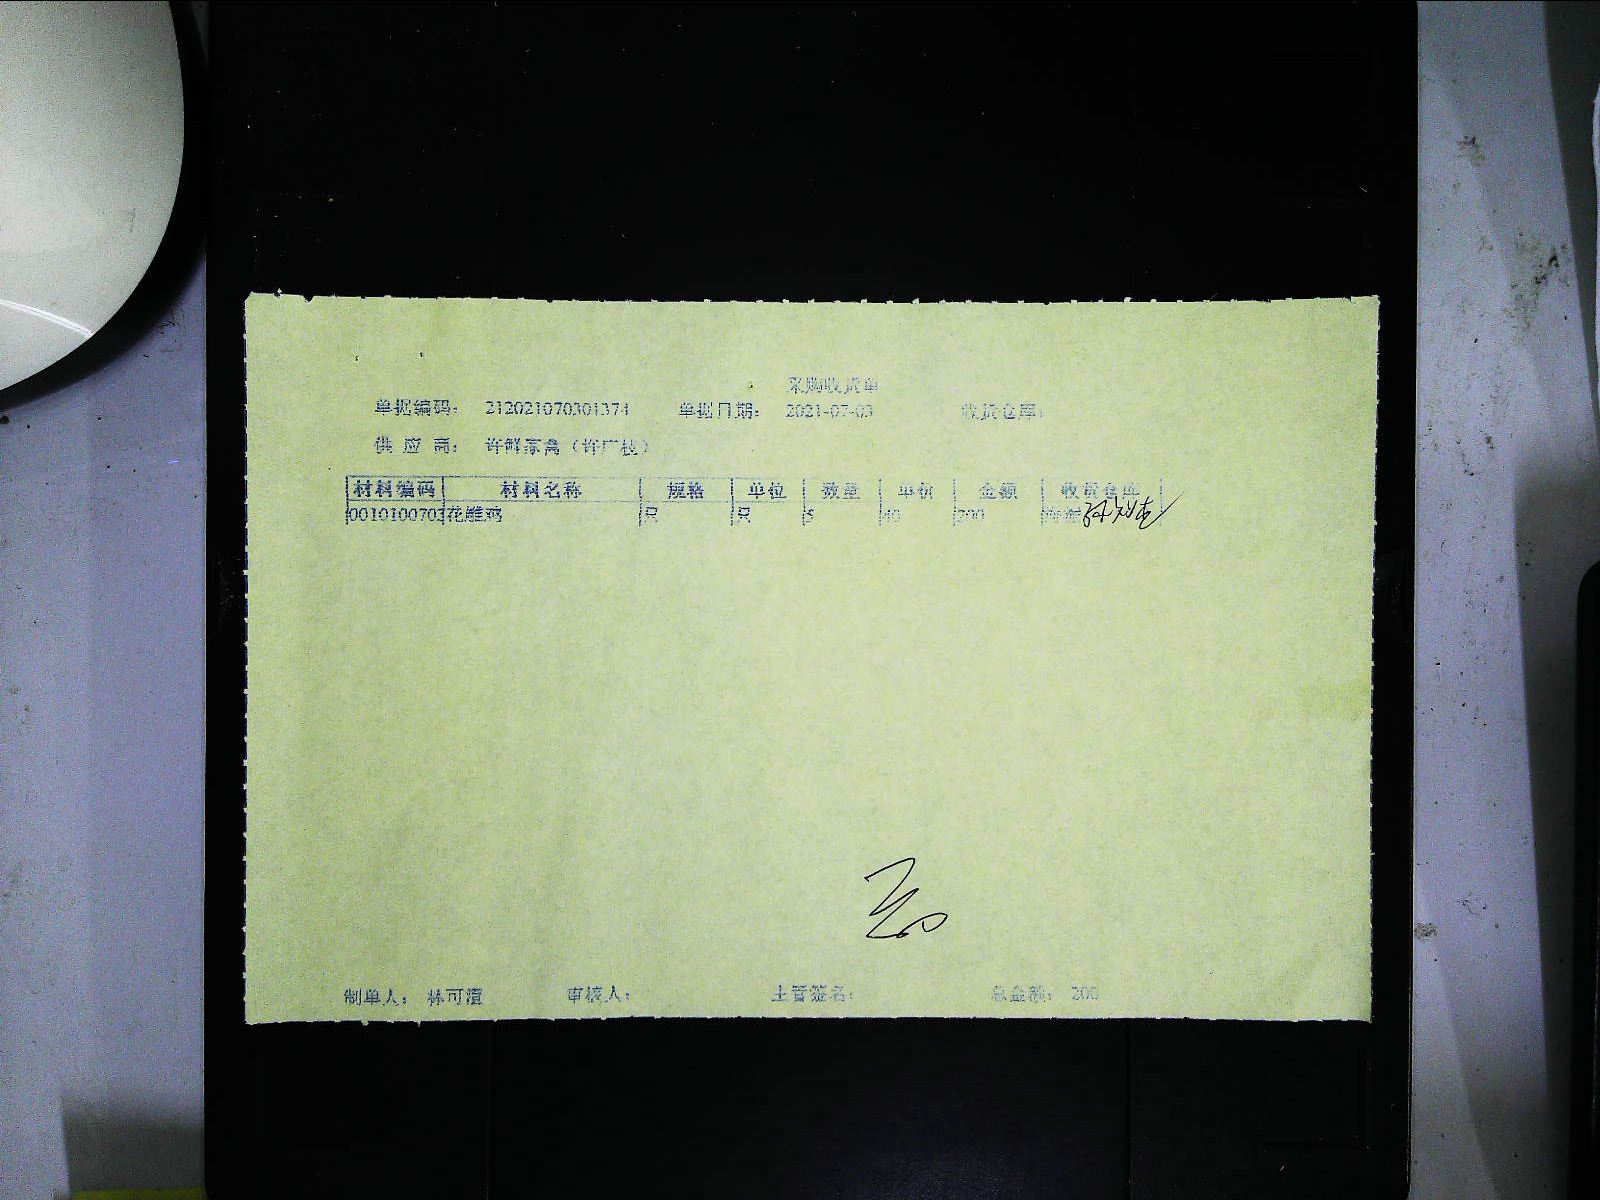 采购收货单
单据编码: 212021070301374 单据日期: 2021-07-03 收货仓库:
供应商: 许鲜家禽(许广枝)
材料编码 材料名称 规格 单位 数量 单价 金额 收货仓库
0010100702 花雕鸡 只 只 5 40 200
制单人: 林可 审核人: 主管签名: 总金额: 200